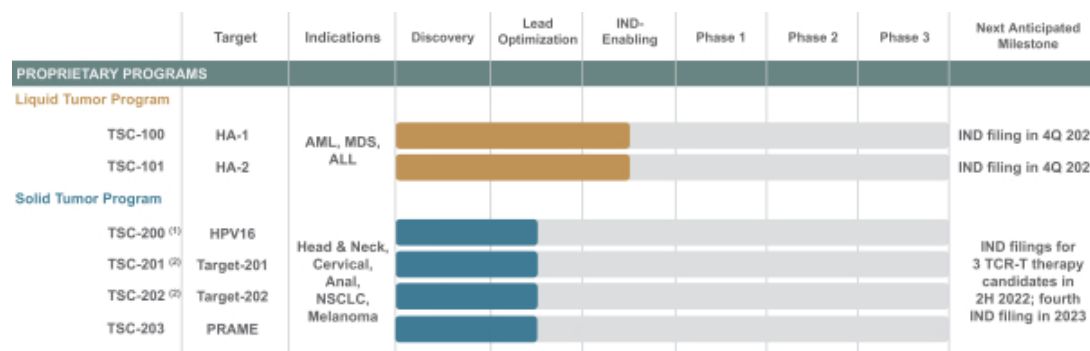 Target Indications Discovery Lead Optimization IND-Enabling Phase 1 Phase 2 Phase 3 Next Anticipated Milestone
PROPRIETARY PROGRAMS
Liquid Tumor Program
TSC-100 HA-1 IND filing in 4Q 202
AML, MDS,
ALL
TSC-101 HA-2 IND filing in 4Q 202
Solid Tumor Program
TSC-200 (1) HPV16
TSC-201 (2) Target-201
TSC-202 (2) Target-202
TSC-203 PRAME
Head & Neck,
Cervical,
Anal,
NSCLC,
Melanoma
IND filings for
3 TCR-T therapy
candidates in
2H 2022; fourth
IND filing in 2023